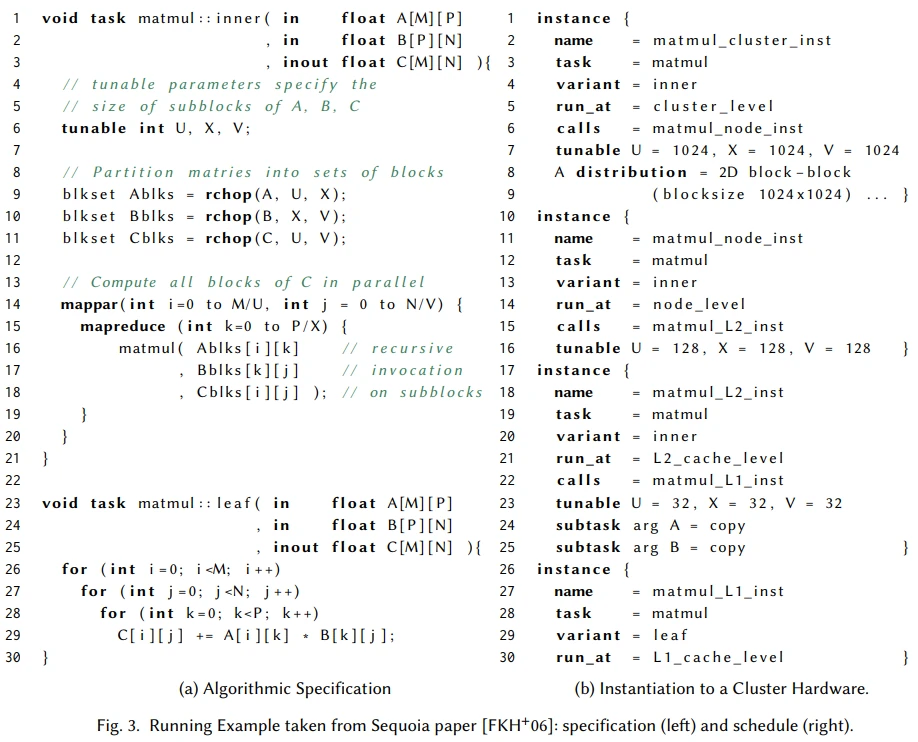 1 void task matmul::inner( in float A[M][P]
2 , in float B[P][N]
3 , inout float C[M][N] ){
4 // tunable parameters specify the
5 // size of subblocks of A, B, C
6 tunable int U, X, V;
7
8 // Partition matries into sets of blocks
9 blkset Ablks = rchop(A, U, X);
10 blkset Bblks = rchop(B, X, V);
11 blkset Cblks = rchop(C, U, V);
12
13 // Compute all blocks of C in parallel
14 mappar(int i=0 to M/U, int j = 0 to N/V) {
15 mapreduce (int k=0 to P/X) {
16 matmul( Ablks[i][k] // recursive
17 , Bblks[k][j] // invocation
18 , Cblks[i][j] ); // on subblocks
19 }
20 }
21 }
22
23 void task matmul::leaf( in float A[M][P]
24 , in float B[P][N]
25 , inout float C[M][N] ){
26 for (int i=0; i<M; i++)
27 for (int j=0; j<N; j++)
28 for (int k=0; k<P; k++)
29 C[i][j] += A[i][k] * B[k][j];
30 }
(a) Algorithmic Specification
1 instance {
2 name = matmul_cluster_inst
3 task = matmul
4 variant = inner
5 run_at = cluster_level
6 calls = matmul_node_inst
7 tunable U = 1024, X = 1024, V = 1024
8 A distribution = 2D block-block
9 (blocksize 1024x1024) ... }
10 instance {
11 name = matmul_node_inst
12 task = matmul
13 variant = inner
14 run_at = node_level
15 calls = matmul_L2_inst
16 tunable U = 128, X = 128, V = 128 }
17 instance {
18 name = matmul_L2_inst
19 task = matmul
20 variant = inner
21 run_at = L2_cache_level
22 calls = matmul_L1_inst
23 tunable U = 32, X = 32, V = 32
24 subtask arg A = copy
25 subtask arg B = copy }
26 instance {
27 name = matmul_L1_inst
28 task = matmul
29 variant = leaf
30 run_at = L1_cache_level }
(b) Instantiation to a Cluster Hardware.
Fig. 3. Running Example taken from Sequoia paper [FKH+06]: specification (left) and schedule (right).